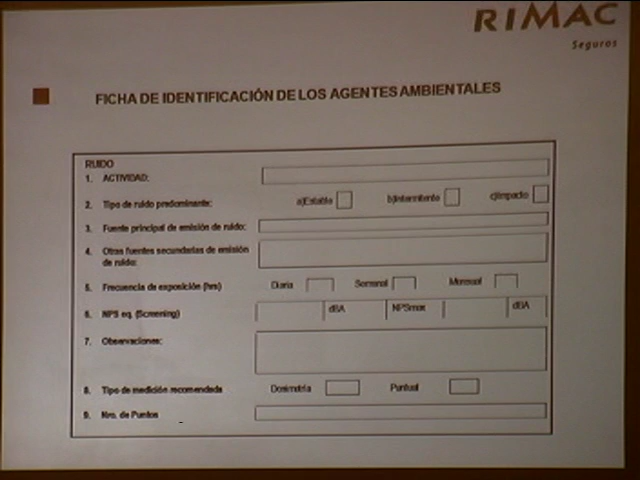 RIMAC
Seguros
FICHA DE IDENTIFICACIÓN DE LOS AGENTES AMBIENTALES
RUIDO
1. ACTIVIDAD:
2. Tipo de ruido predominante: a)Estable b)Intermitente c)Impacto
3. Fuente principal de emisión de ruido:
4. Otras fuentes secundarias de emisión
de ruido:
5. Frecuencia de exposición (hrs) Diaria Semanal Mensual
6. NPS eq. (Screening) dBA NPSmax dBA
7. Observaciones:
8. Tipo de medición recomendada Dosimetría Puntual
9. Nro. de Puntos